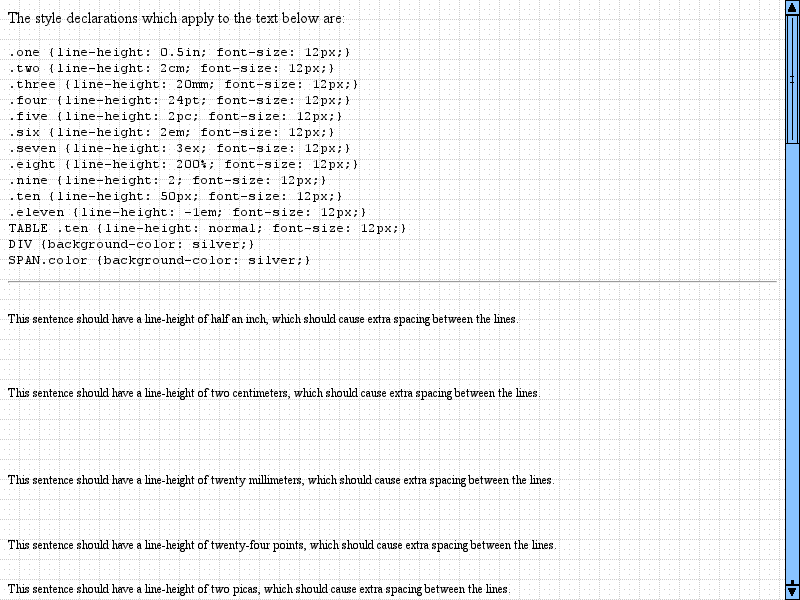 The style declarations which apply to the text below are:
.one {line-height: 0.5in; font-size: 12px;}
.two {line-height: 2cm; font-size: 12px;}
.three {line-height: 20mm; font-size: 12px;}
.four {line-height: 24pt; font-size: 12px;}
.five {line-height: 2pc; font-size: 12px;}
.six {line-height: 2em; font-size: 12px;}
.seven {line-height: 3ex; font-size: 12px;}
.eight {line-height: 200%; font-size: 12px;}
.nine {line-height: 2; font-size: 12px;}
.ten {line-height: 50px; font-size: 12px;}
.eleven {line-height: -1em; font-size: 12px;}
TABLE .ten {line-height: normal; font-size: 12px;}
DIV {background-color: silver;}
SPAN.color {background-color: silver;}
This sentence should have a line-height of half an inch, which should cause extra spacing between the lines.
This sentence should have a line-height of two centimeters, which should cause extra spacing between the lines.
This sentence should have a line-height of twenty millimeters, which should cause extra spacing between the lines.
This sentence should have a line-height of twenty-four points, which should cause extra spacing between the lines.
This sentence should have a line-height of two picas, which should cause extra spacing between the lines.